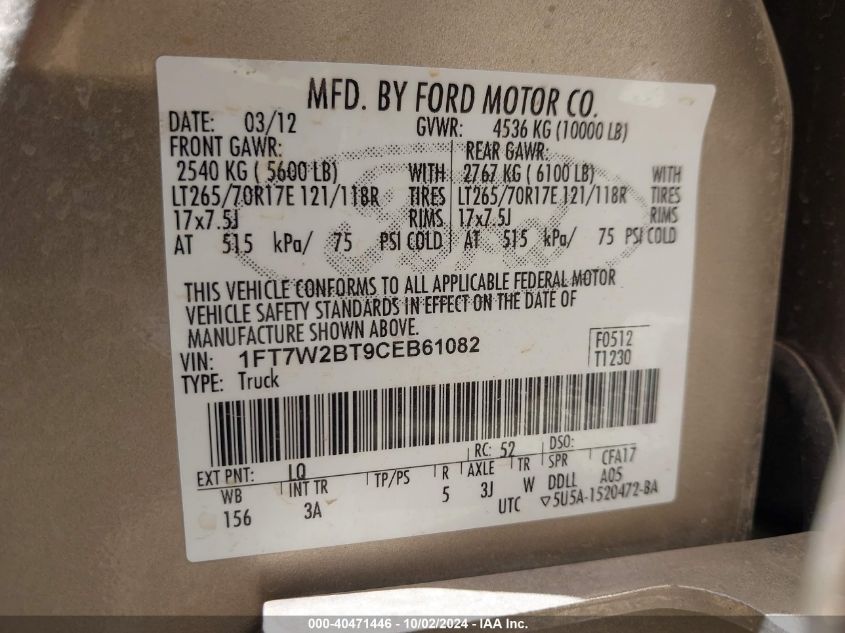 MFD. BY FORD MOTOR CO.
DATE: 03/12 GVWR: 4536 KG (10000 LB)
FRONT GAWR: REAR GAWR:
2540 KG ( 5600 LB) WITH 2767 KG ( 6100 LB) WITH
LT265/70R17E 121/118R TIRES LT265/70R17E 121/118R TIRES
17x7.5J RIMS 17x7.5J RIMS
AT 515 kPa/ 75 PSI COLD AT 515 kPa/ 75 PSI COLD
THIS VEHICLE CONFORMS TO ALL APPLICABLE FEDERAL MOTOR
VEHICLE SAFETY STANDARDS IN EFFECT ON THE DATE OF
MANUFACTURE SHOWN ABOVE.
VIN: 1FT7W2BT9CEB61082
F0512
TYPE: Truck
T1230
EXT PNT: LQ RC: 52 DSO:
WB INT TR TP/PS R AXLE TR SPR CFA17
156 3A 5 3J W DDLL A05
UTC ▽5U5A-1520472-BA
000-40471446 - 10/02/2024 - IAA Inc.